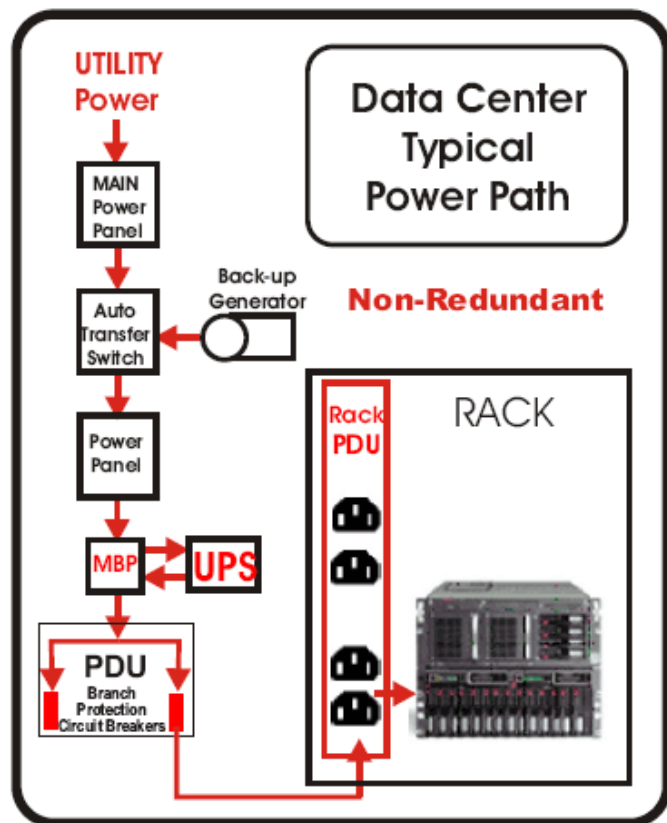 UTILITY
Power
Data Center
Typical
Power Path
MAIN
Power
Panel
Back-up
Generator
Non-Redundant
Auto
Transfer
Switch
RACK
Rack
PDU
Power
Panel
MBP
UPS
PDU
Branch
Protection
Circuit Breakers